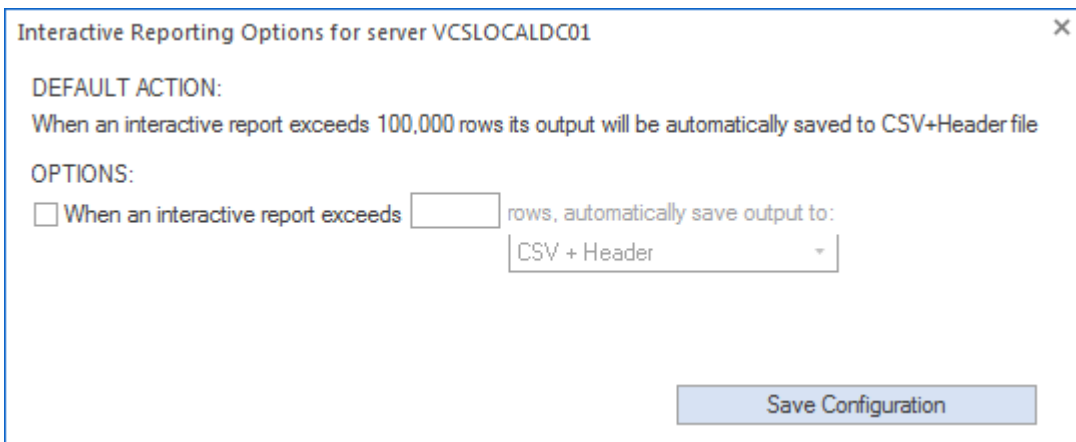 Interactive Reporting Options for server VCSLOCALDC01
DEFAULT ACTION:
When an interactive report exceeds 100,000 rows its output will be automatically saved to CSV+Header file
OPTIONS:
When an interactive report exceeds rows, automatically save output to:
CSV + Header
Save Configuration